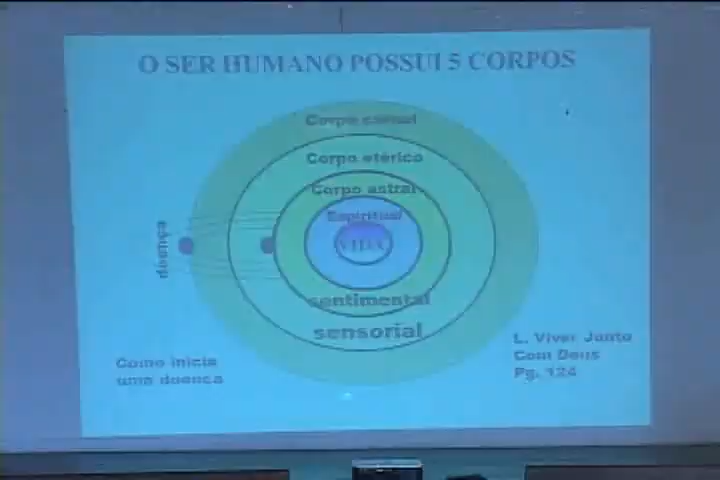 O SER HUMANO POSSUI 5 CORPOS
Corpo causal
Corpo etérico
Corpo astral
Espiritual
VIDA
doença
sentimental
sensorial
Como inicia
uma doença
L. Viver Junto
Com Deus
Pg. 124